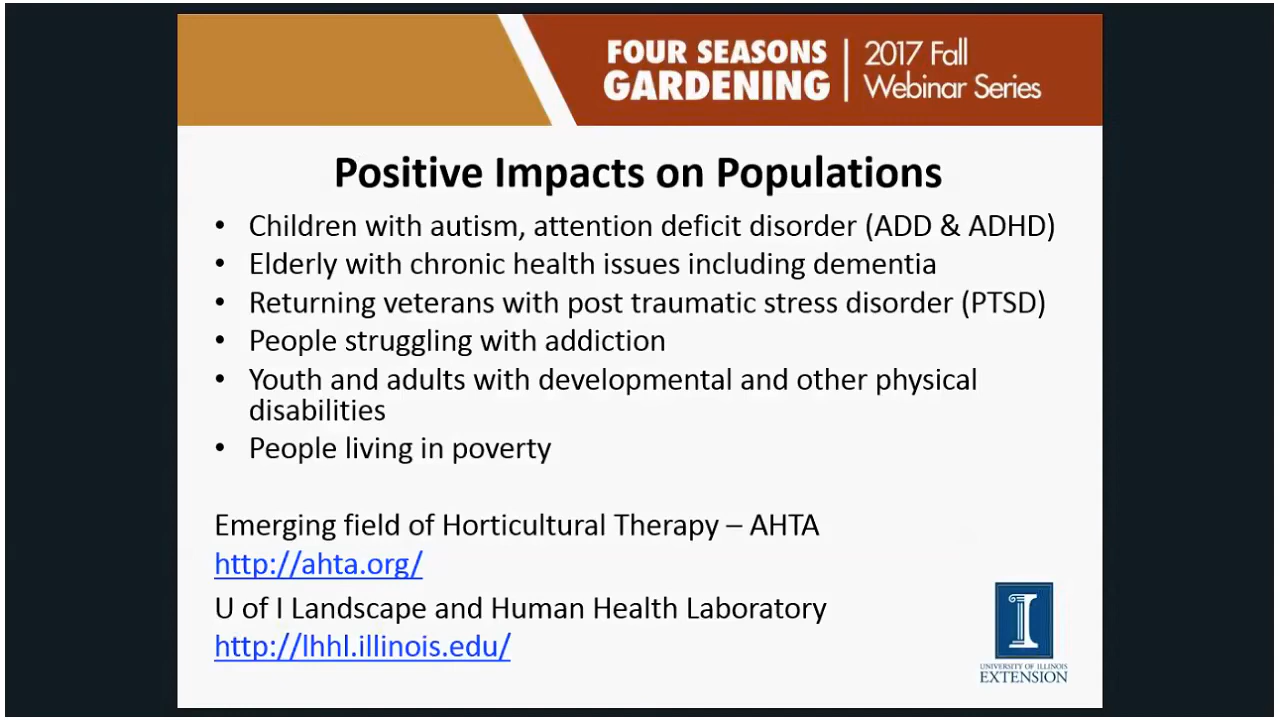 FOUR SEASONS
GARDENING
2017 Fall
Webinar Series
Positive Impacts on Populations
• Children with autism, attention deficit disorder (ADD & ADHD)
• Elderly with chronic health issues including dementia
• Returning veterans with post traumatic stress disorder (PTSD)
• People struggling with addiction
• Youth and adults with developmental and other physical
disabilities
• People living in poverty
Emerging field of Horticultural Therapy – AHTA
http://ahta.org/
U of I Landscape and Human Health Laboratory
http://lhhl.illinois.edu/
I
UNIVERSITY OF ILLINOIS
EXTENSION